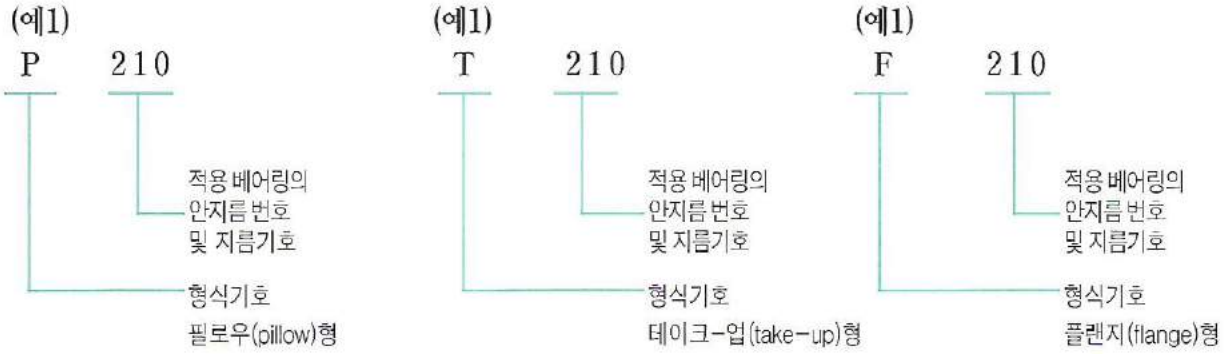 (예1)
P 210
적용 베어링의
안지름 번호
및 지름기호
형식기호
필로우(pillow)형
(예1)
T 210
적용 베어링의
안지름 번호
및 지름기호
형식기호
테이크-업(take-up)형
(예1)
F 210
적용 베어링의
안지름 번호
및 지름기호
형식기호
플랜지(flange)형